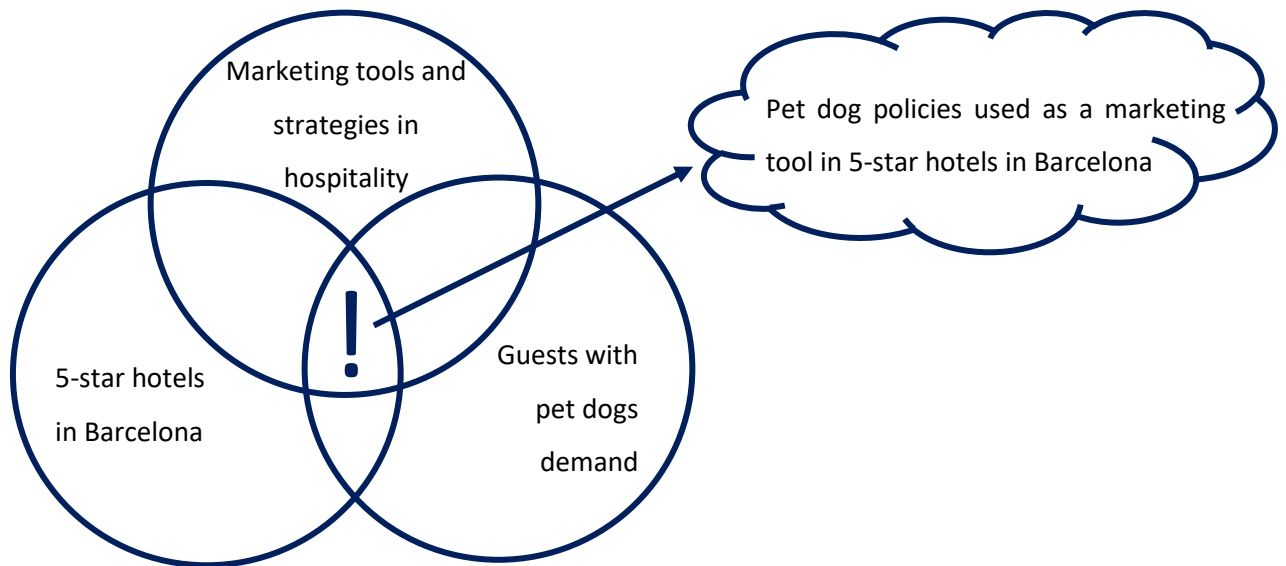 Marketing tools and
strategies in
hospitality
Pet dog policies used as a marketing
tool in 5-star hotels in Barcelona
!
5-star hotels
in Barcelona
Guests with
pet dogs
demand